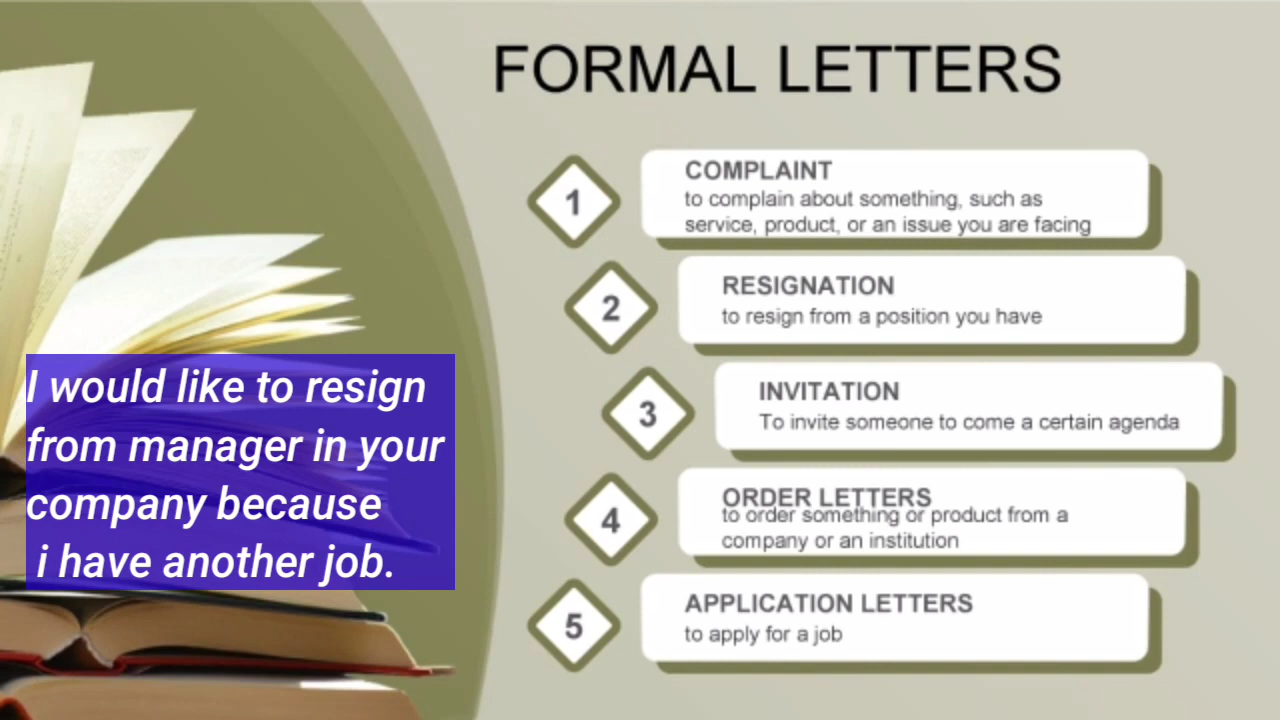 FORMAL LETTERS
1
COMPLAINT
to complain about something, such as
service, product, or an issue you are facing
2
RESIGNATION
to resign from a position you have
3
INVITATION
To invite someone to come a certain agenda
4
ORDER LETTERS
to order something or product from a
company or an institution
5
APPLICATION LETTERS
to apply for a job
I would like to resign
from manager in your
company because
i have another job.